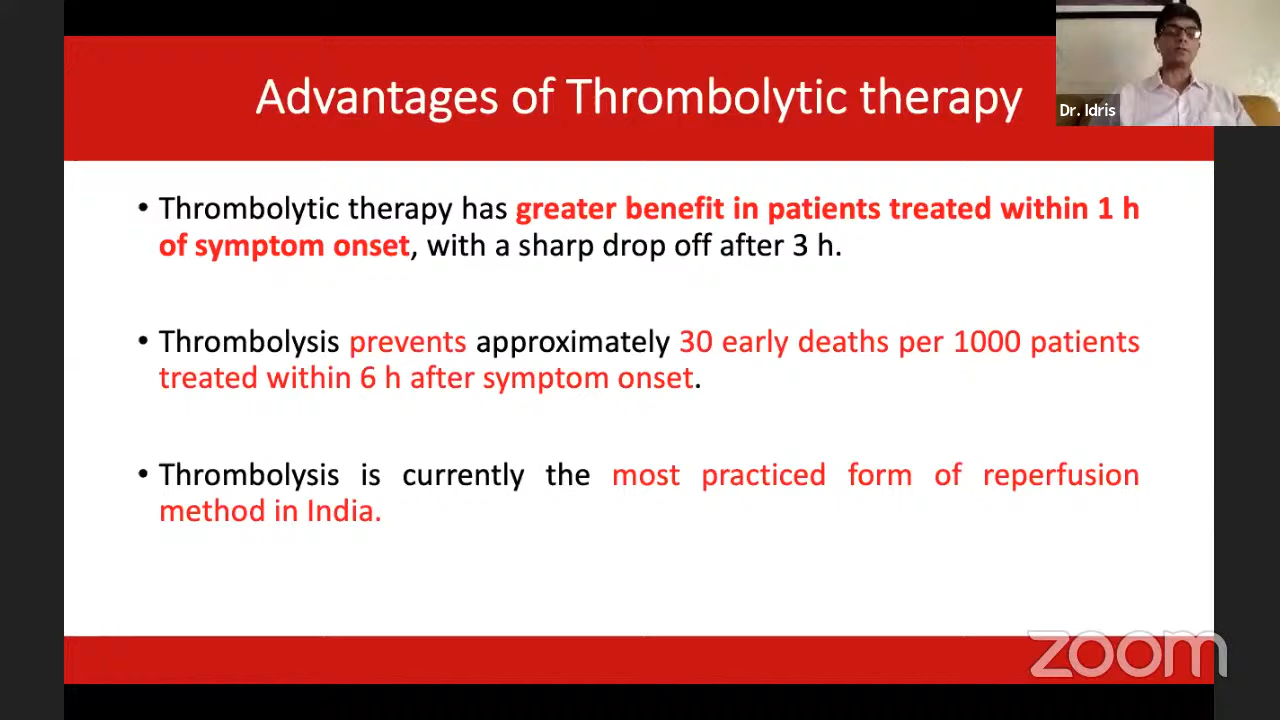 Advantages of Thrombolytic therapy
Dr. Idris
• Thrombolytic therapy has greater benefit in patients treated within 1 h
of symptom onset, with a sharp drop off after 3 h.
• Thrombolysis prevents approximately 30 early deaths per 1000 patients
treated within 6 h after symptom onset.
• Thrombolysis is currently the most practiced form of reperfusion
method in India.
zoom